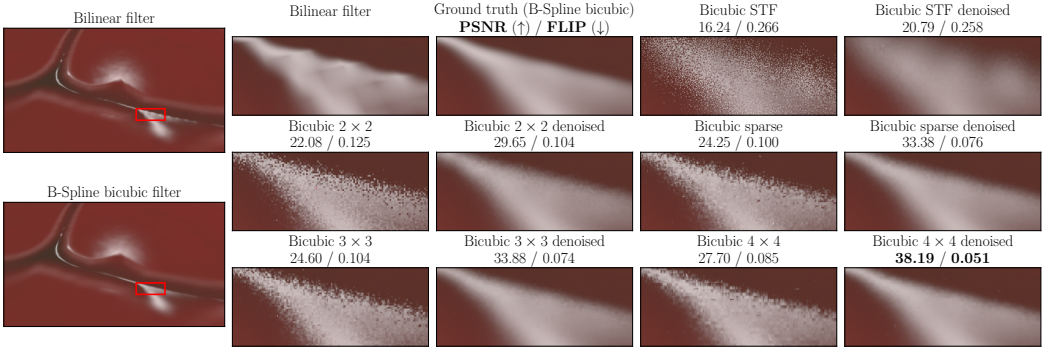 Bilinear filter
B-Spline bicubic filter
Bilinear filter
Ground truth (B-Spline bicubic)
PSNR (↑) / FLIP (↓)
Bicubic STF
16.24 / 0.266
Bicubic STF denoised
20.79 / 0.258
Bicubic 2 × 2
22.08 / 0.125
Bicubic 2 × 2 denoised
29.65 / 0.104
Bicubic sparse
24.25 / 0.100
Bicubic sparse denoised
33.38 / 0.076
Bicubic 3 × 3
24.60 / 0.104
Bicubic 3 × 3 denoised
33.88 / 0.074
Bicubic 4 × 4
27.70 / 0.085
Bicubic 4 × 4 denoised
38.19 / 0.051